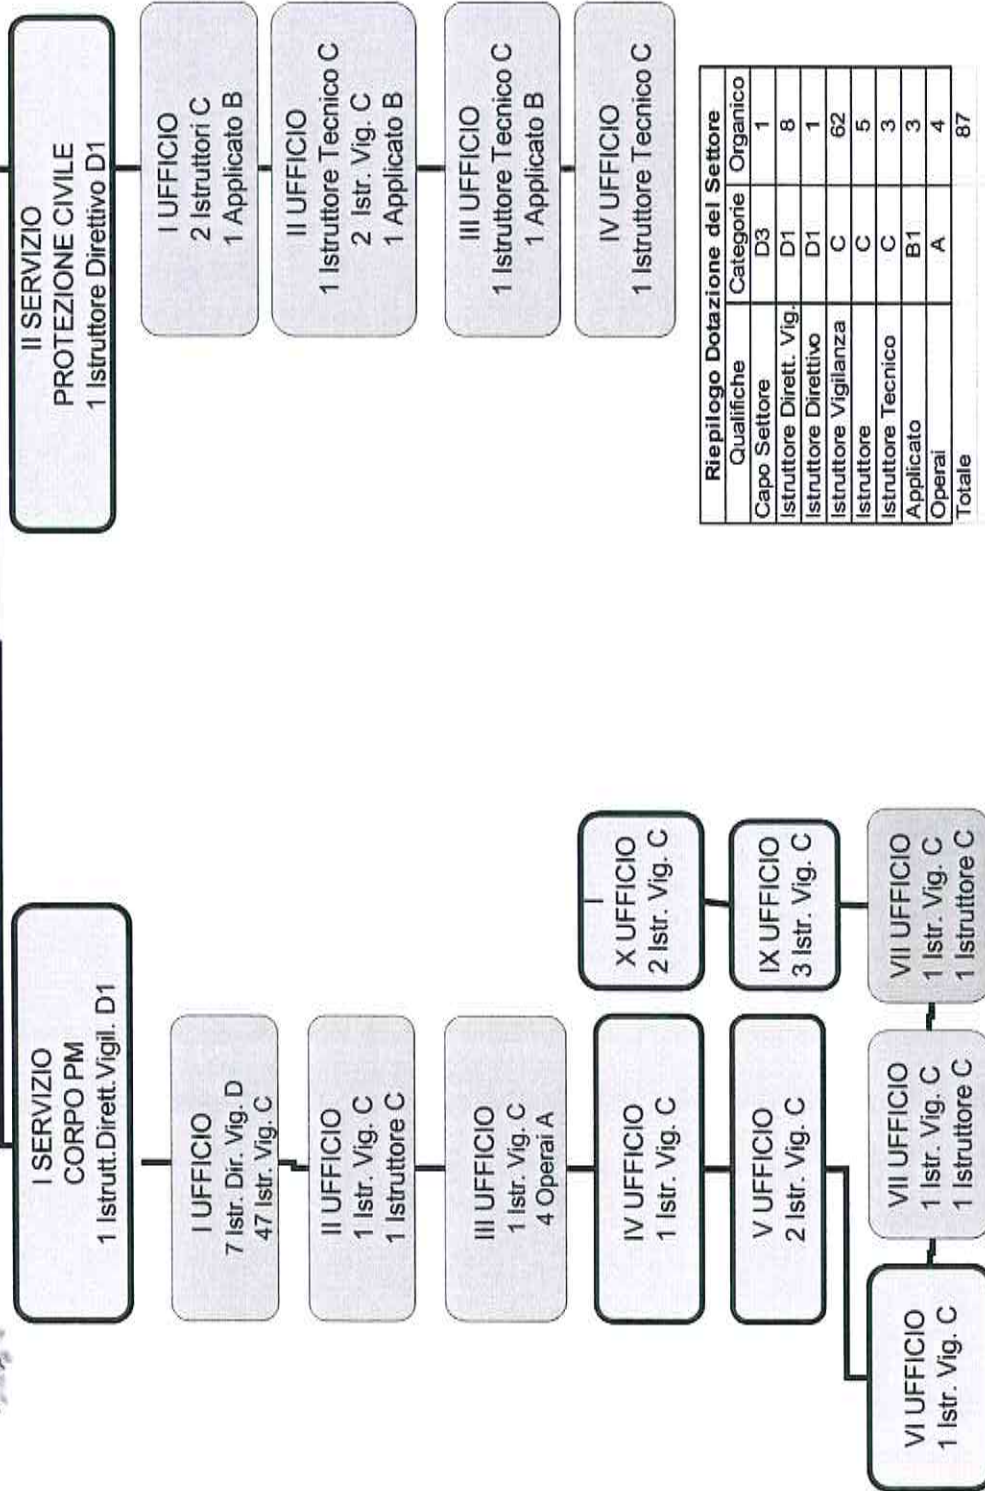 I SERVIZIO
CORPO PM
1 Istrutt.Dirett.Vigil. D1
I UFFICIO
7 Istr. Dir. Vig. D
47 Istr. Vig. C
II UFFICIO
1 Istr. Vig. C
1 Istruttore C
III UFFICIO
1 Istr. Vig. C
4 Operai A
IV UFFICIO
1 Istr. Vig. C
V UFFICIO
2 Istr. Vig. C
VI UFFICIO
1 Istr. Vig. C
VII UFFICIO
1 Istr. Vig. C
1 Istruttore C
VII UFFICIO
1 Istr. Vig. C
1 Istruttore C
IX UFFICIO
3 Istr. Vig. C
X UFFICIO
2 Istr. Vig. C
II SERVIZIO
PROTEZIONE CIVILE
1 Istruttore Direttivo D1
I UFFICIO
2 Istruttori C
1 Applicato B
II UFFICIO
1 Istruttore Tecnico C
2 Istr. Vig. C
1 Applicato B
III UFFICIO
1 Istruttore Tecnico C
1 Applicato B
IV UFFICIO
1 Istruttore Tecnico C
Riepilogo Dotazione del Settore
Qualifiche Categorie Organico
Capo Settore D3 1
Istruttore Dirett. Vig. D1 8
Istruttore Direttivo D1 1
Istruttore Vigilanza C 62
Istruttore C 5
Istruttore Tecnico C 3
Applicato B1 3
Operai A 4
Totale 87